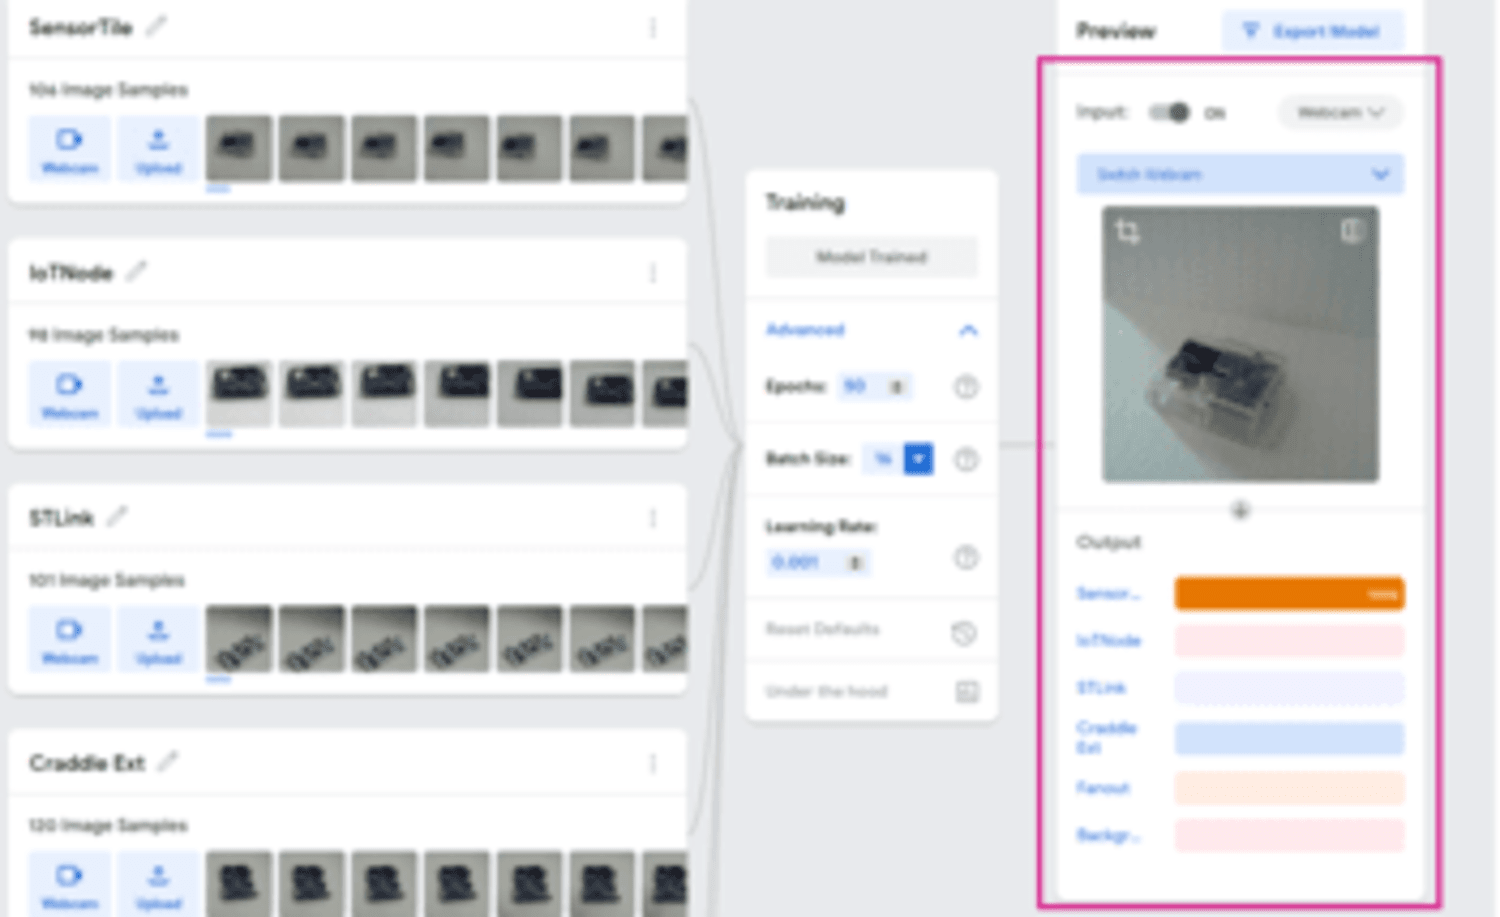 SensorTile
106 Image Samples
Webcam
Upload
IoTNode
98 Image Samples
Webcam
Upload
STLink
101 Image Samples
Webcam
Upload
Craddle Ext
120 Image Samples
Webcam
Upload
Training
Model Trained
Advanced
Epochs: 50
Batch Size: 16
Learning Rate:
0.001
Reset Defaults
Under the hood
Preview
Export Model
Input: ON
Webcam
Switch Webcam
Output
Sensor...
IoTNode
STLink
Craddle
Ext
Fanout
Backgr...